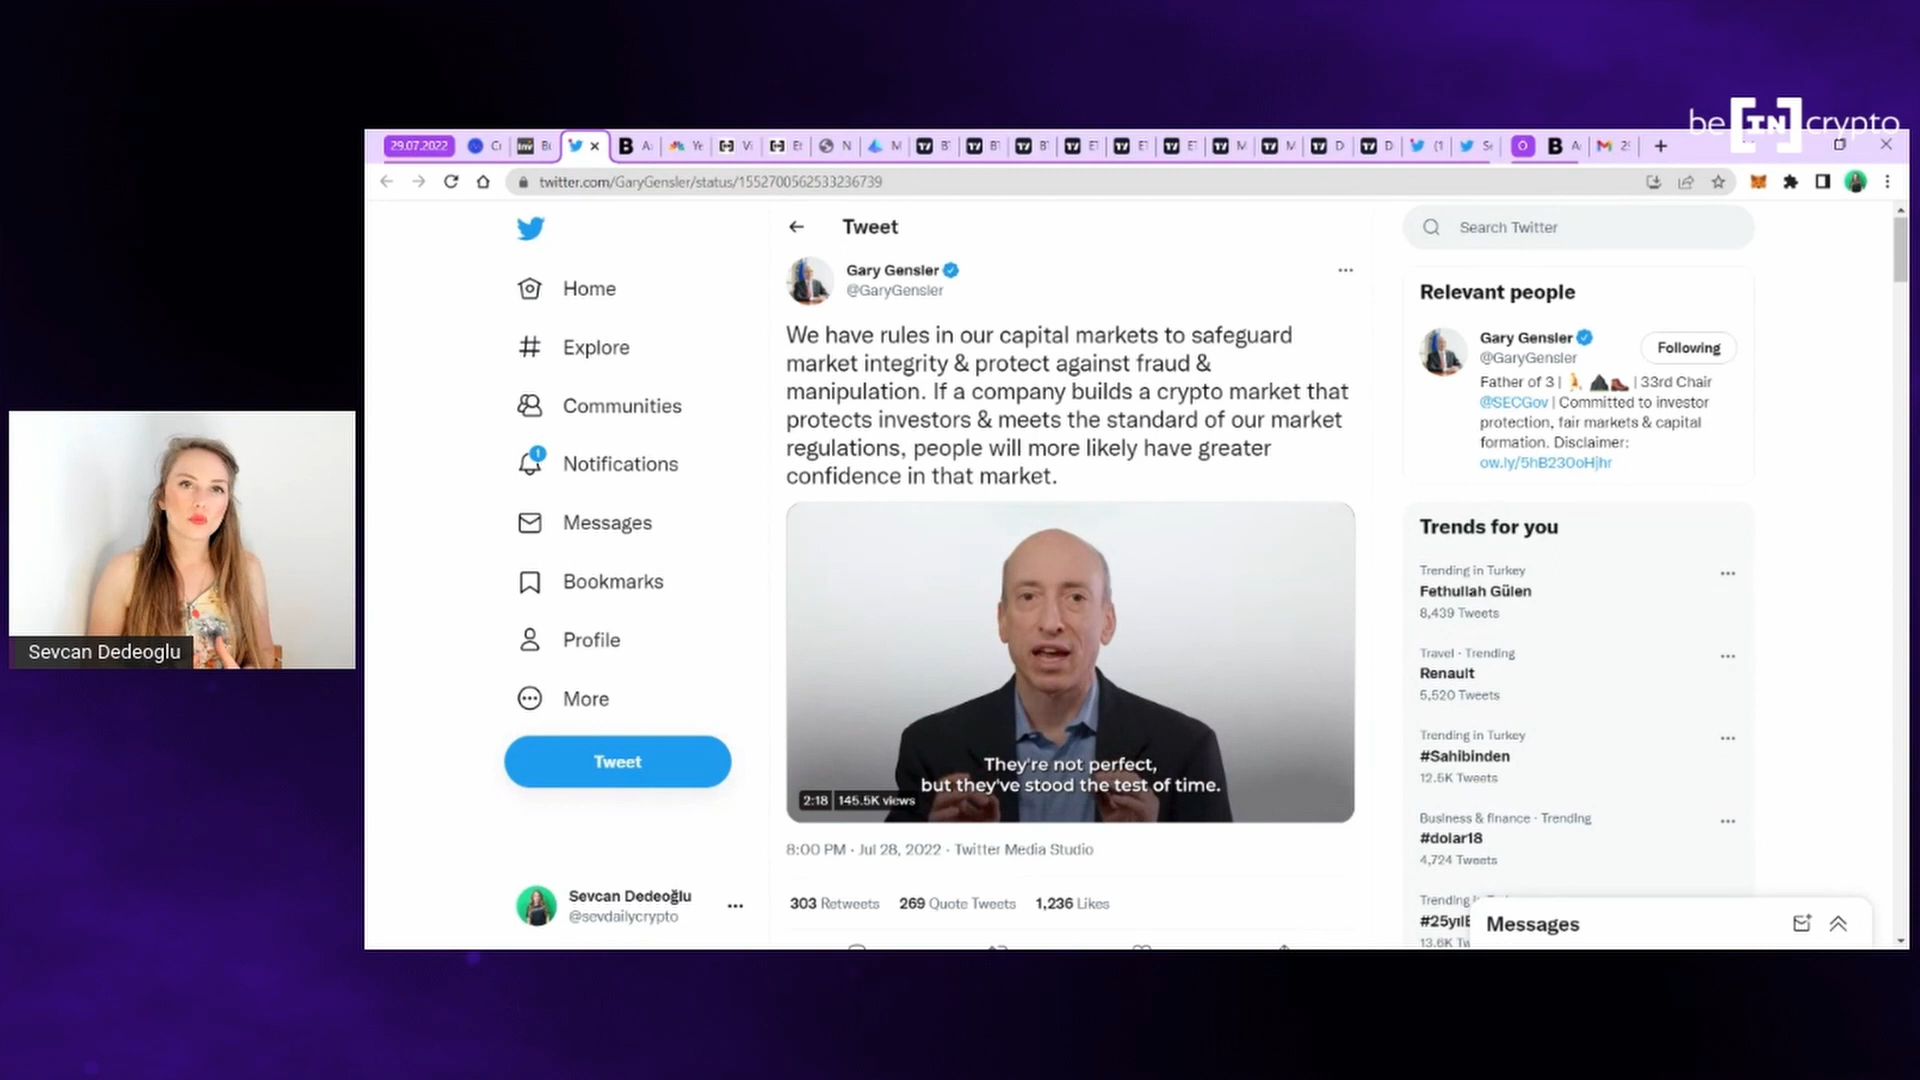 be[IN]crypto
29.07.2022
twitter.com/GaryGensler/status/1552700562533236739
Home
Explore
Communities
1
Notifications
Messages
Bookmarks
Profile
More
Tweet
Sevcan Dedeoğlu
@sevdailycrypto
Tweet
Gary Gensler
@GaryGensler
We have rules in our capital markets to safeguard
market integrity & protect against fraud &
manipulation. If a company builds a crypto market that
protects investors & meets the standard of our market
regulations, people will more likely have greater
confidence in that market.
They're not perfect,
but they've stood the test of time.
2:18 145.5K views
8:00 PM · Jul 28, 2022 · Twitter Media Studio
303 Retweets 269 Quote Tweets 1,236 Likes
Search Twitter
Relevant people
Gary Gensler
@GaryGensler
Following
Father of 3 | | 33rd Chair
@SECGov | Committed to investor
protection, fair markets & capital
formation. Disclaimer:
ow.ly/5hB230oHjhr
Trends for you
Trending in Turkey
Fethullah Gülen
8,439 Tweets
Travel · Trending
Renault
5,520 Tweets
Trending in Turkey
#Sahibinden
12.5K Tweets
Business & finance · Trending
#dolar18
4,724 Tweets
Trending
13.6K
Messages
Sevcan Dedeoglu